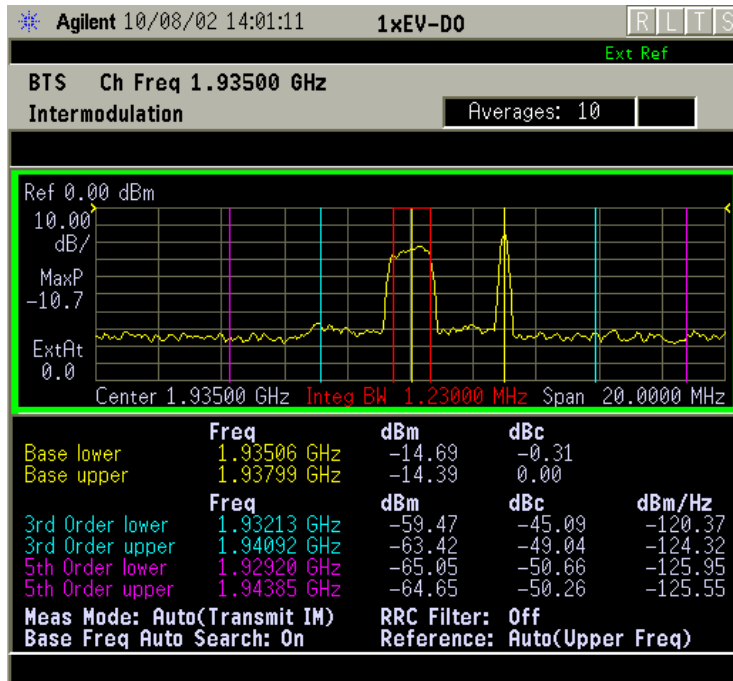 Agilent 10/08/02 14:01:11 1xEV-DO R L T S
Ext Ref
BTS Ch Freq 1.93500 GHz
Intermodulation Averages: 10
Ref 0.00 dBm
10.00
dB/
MaxP
-10.7
ExtAt
0.0
Center 1.93500 GHz Integ BW 1.23000 MHz Span 20.0000 MHz
Freq dBm dBc
Base lower 1.93506 GHz -14.69 -0.31
Base upper 1.93799 GHz -14.39 0.00
Freq dBm dBc dBm/Hz
3rd Order lower 1.93213 GHz -59.47 -45.09 -120.37
3rd Order upper 1.94092 GHz -63.42 -49.04 -124.32
5th Order lower 1.92920 GHz -65.05 -50.66 -125.95
5th Order upper 1.94385 GHz -64.65 -50.26 -125.55
Meas Mode: Auto(Transmit IM) RRC Filter: Off
Base Freq Auto Search: On Reference: Auto(Upper Freq)